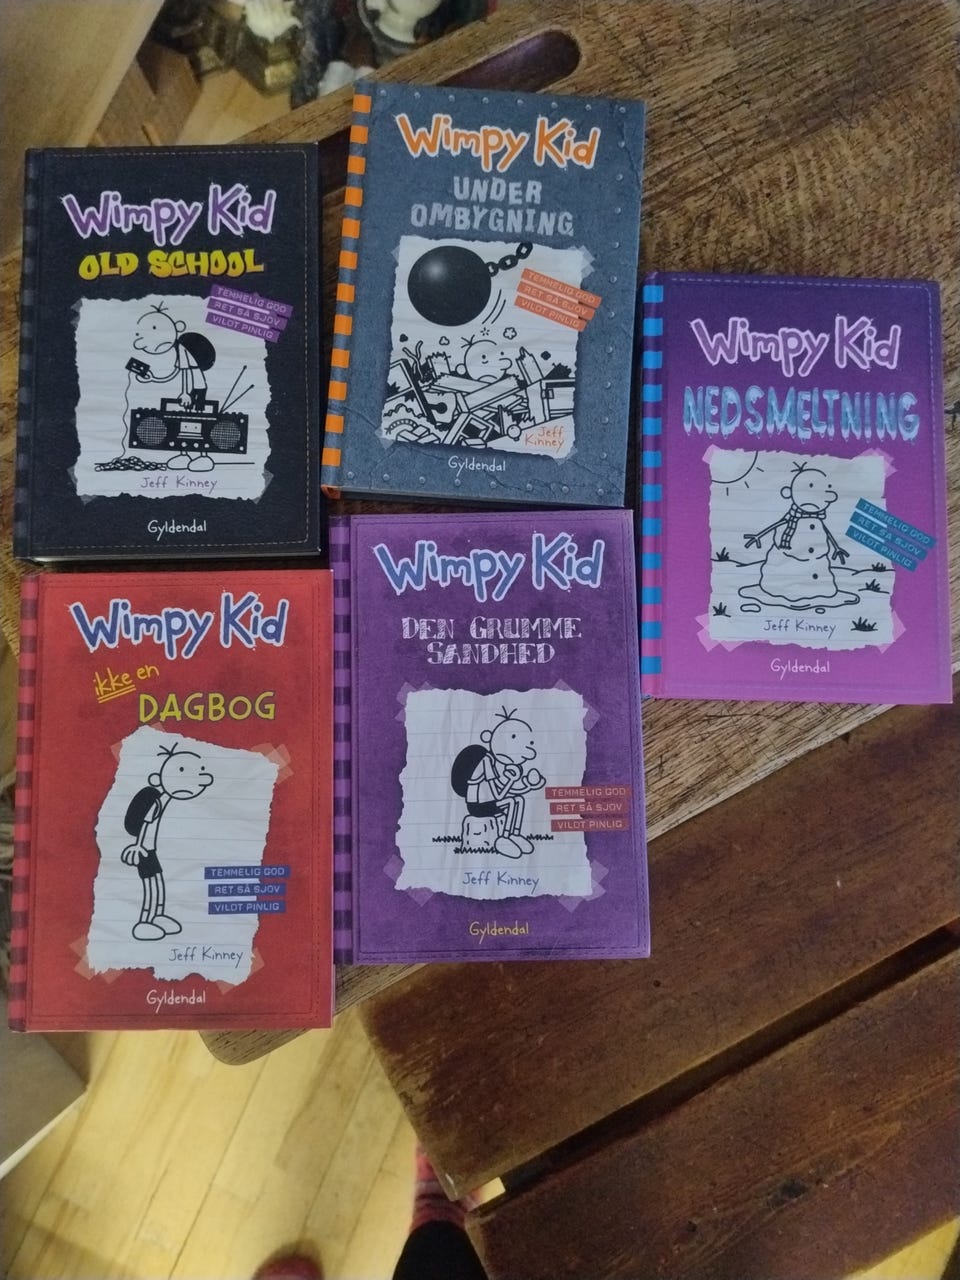 Wimpy Kid
OLD SCHOOL
TEMMELIG GOD
RET SÅ SJOV
VILDT PINLIG
Jeff Kinney
Gyldendal
Wimpy Kid
UNDER
OMBYGNING
TEMMELIG GOD
RET SÅ SJOV
VILDT PINLIG
Jeff
Kinney
Gyldendal
Wimpy Kid
NEDSMELTNING
TEMMELIG GOD
RET SÅ SJOV
VILDT PINLIG
Jeff Kinney
Gyldendal
Wimpy Kid
ikke en
DAGBOG
TEMMELIG GOD
RET SÅ SJOV
VILDT PINLIG
Jeff Kinney
Gyldendal
Wimpy Kid
DEN GRUMME
SANDHED
TEMMELIG GOD
RET SÅ SJOV
VILDT PINLIG
Jeff Kinney
Gyldendal